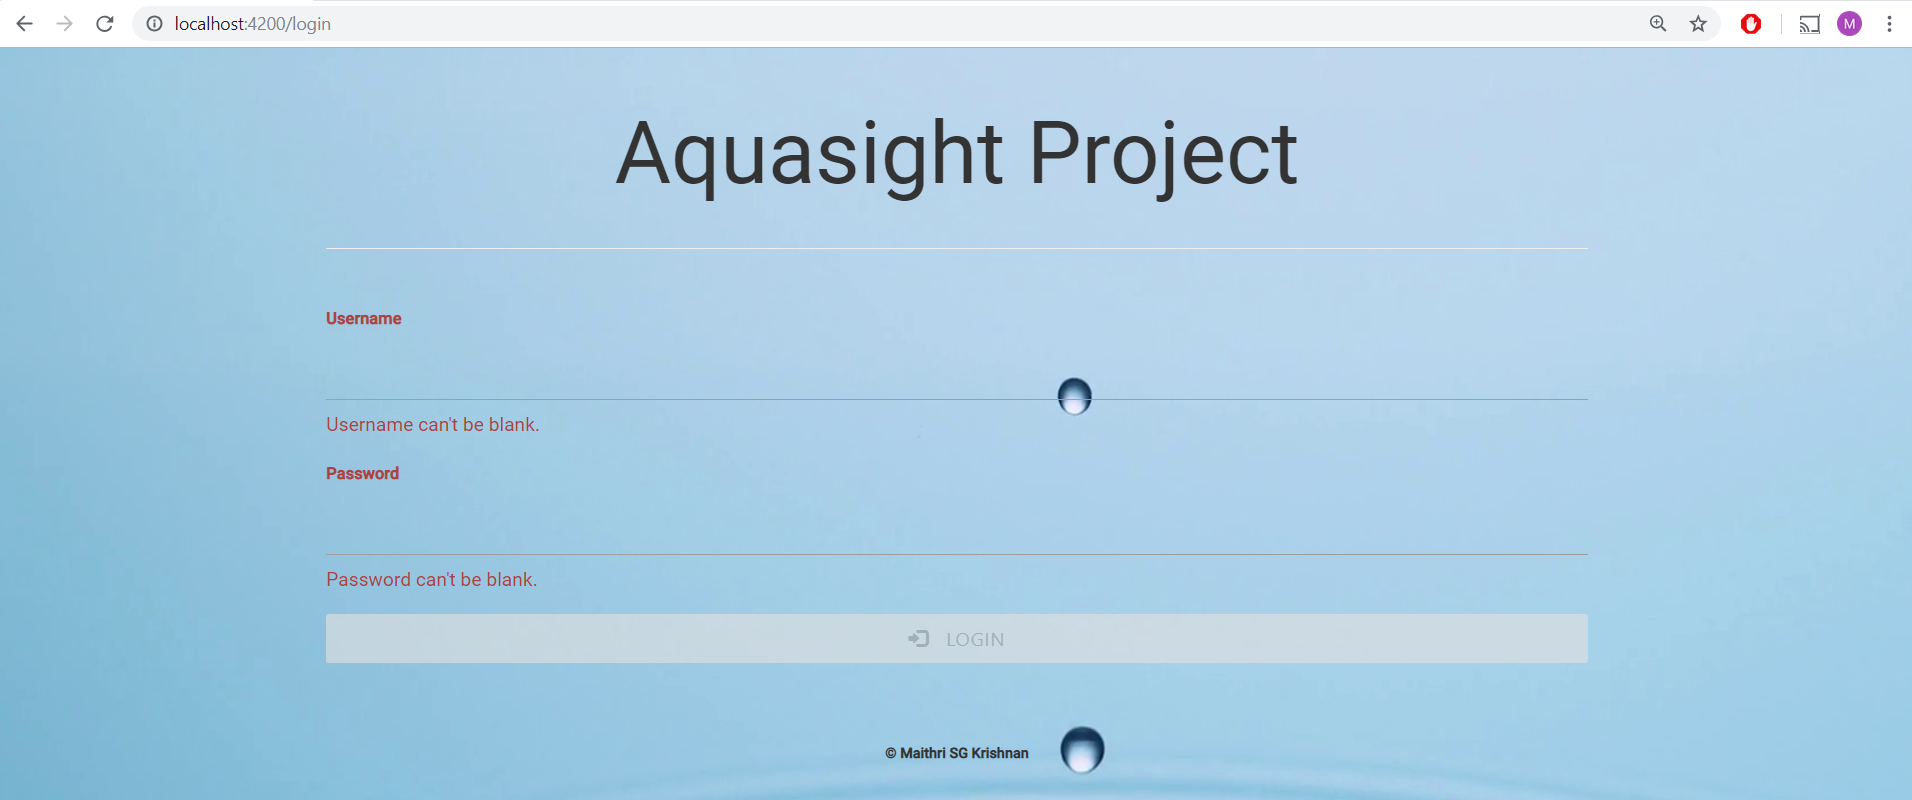 localhost:4200/login
M
Aquasight Project
Username
Username can't be blank.
Password
Password can't be blank.
LOGIN
© Maithri SG Krishnan